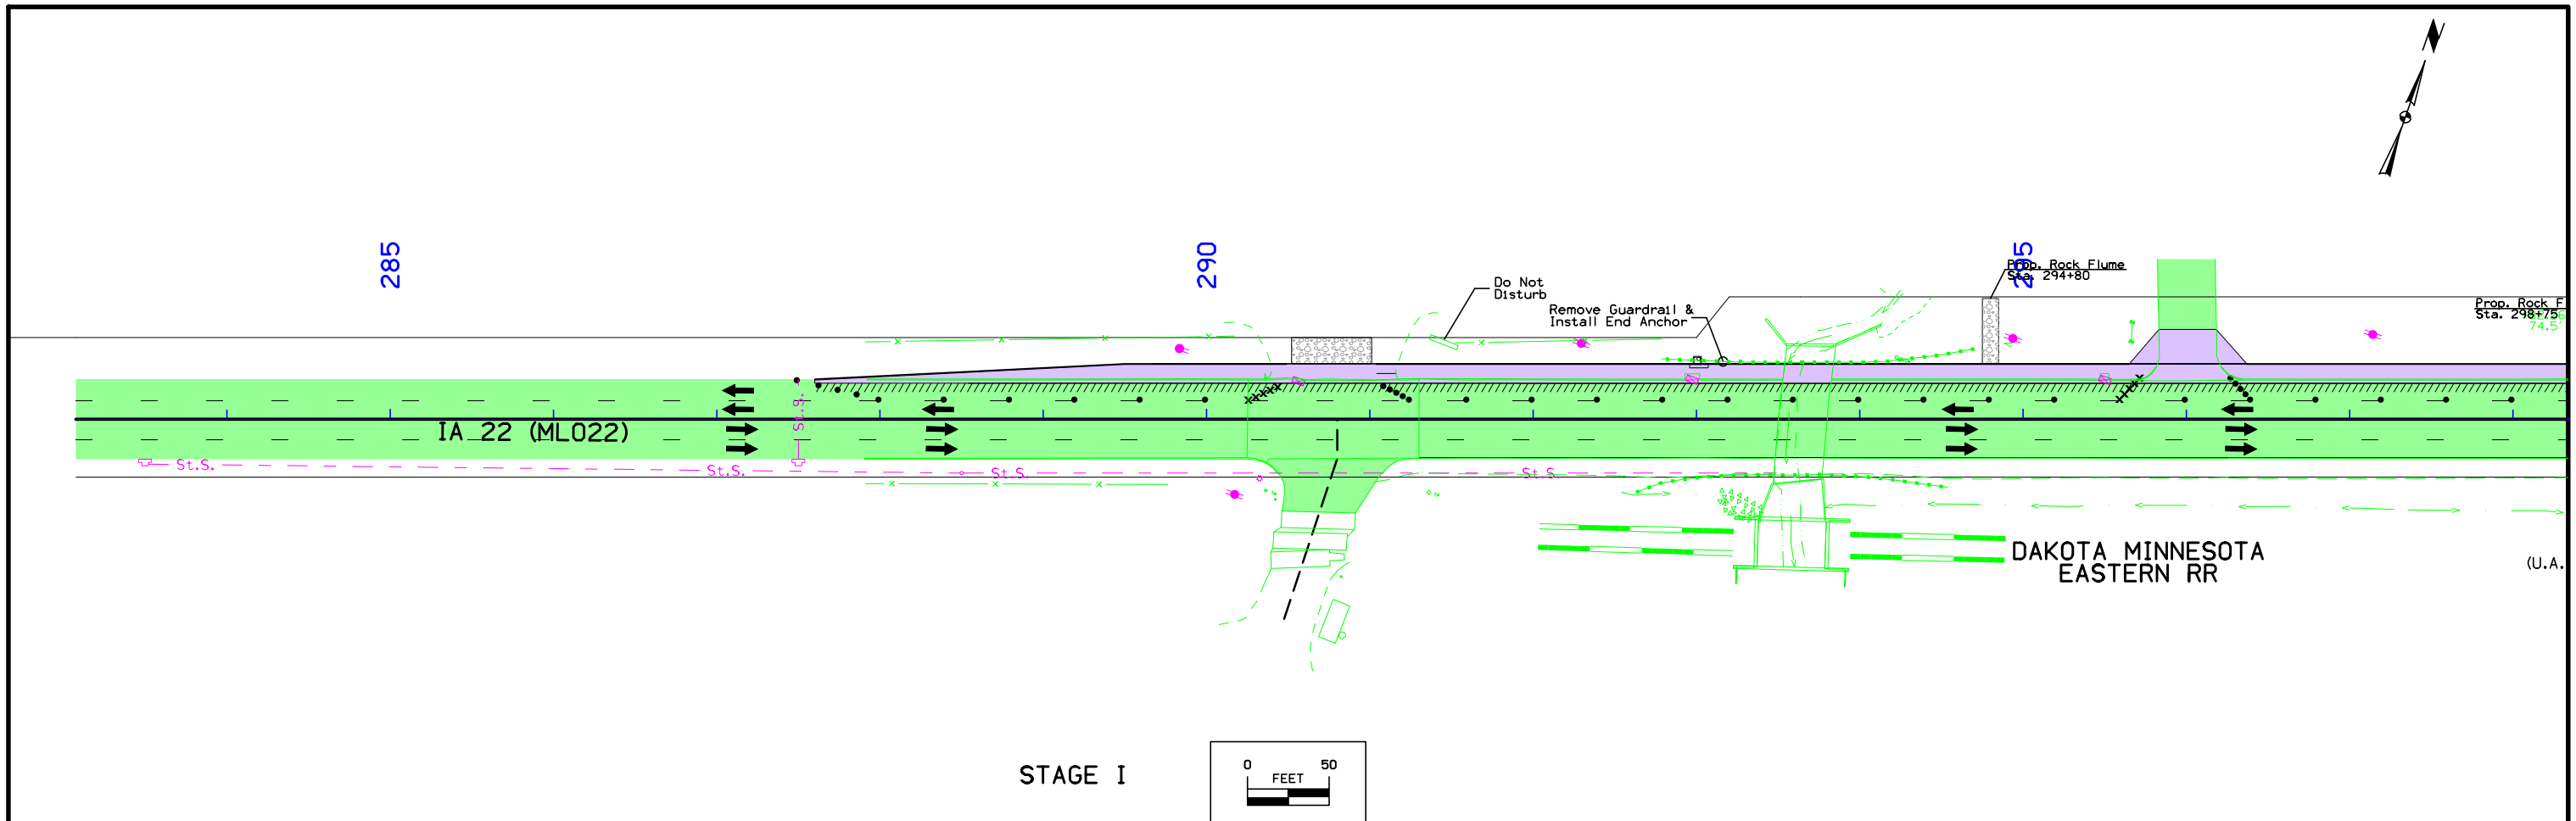 285
290
295
Prop. Rock Flume
Sta. 294+80
Do Not
Disturb
Remove Guardrail &
Install End Anchor
Prop. Rock F
Sta. 298+75
74.5'
St.S.
IA 22 (ML022)
St.S.
St.S.
St.S.
St.S.
DAKOTA MINNESOTA
EASTERN RR
(U.A.
STAGE I
0 50
FEET